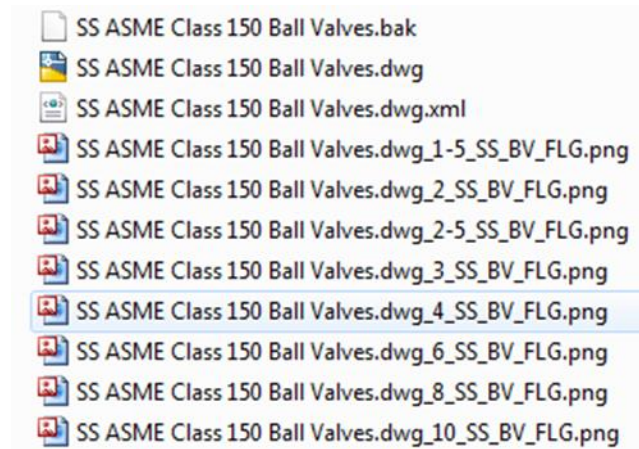 SS ASME Class 150 Ball Valves.bak
SS ASME Class 150 Ball Valves.dwg
SS ASME Class 150 Ball Valves.dwg.xml
SS ASME Class 150 Ball Valves.dwg_1-5_SS_BV_FLG.png
SS ASME Class 150 Ball Valves.dwg_2_SS_BV_FLG.png
SS ASME Class 150 Ball Valves.dwg_2-5_SS_BV_FLG.png
SS ASME Class 150 Ball Valves.dwg_3_SS_BV_FLG.png
SS ASME Class 150 Ball Valves.dwg_4_SS_BV_FLG.png
SS ASME Class 150 Ball Valves.dwg_6_SS_BV_FLG.png
SS ASME Class 150 Ball Valves.dwg_8_SS_BV_FLG.png
SS ASME Class 150 Ball Valves.dwg_10_SS_BV_FLG.png